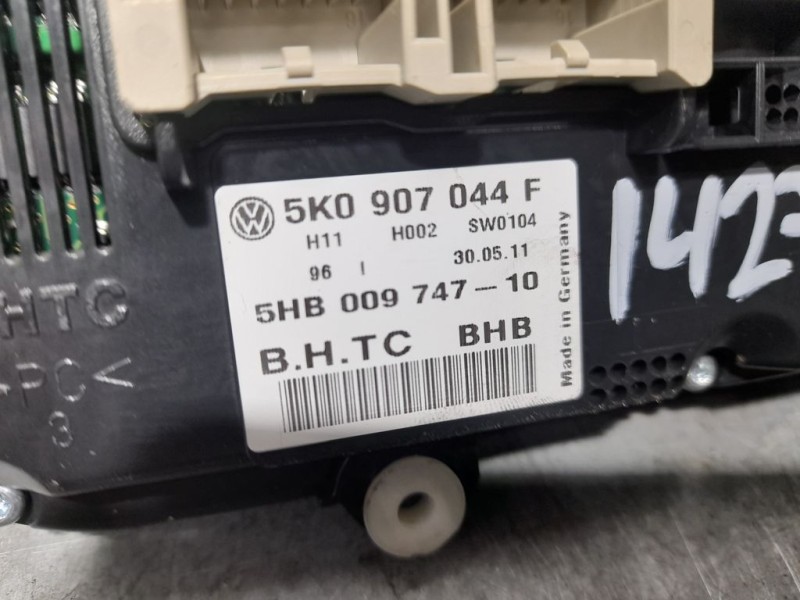 5K0 907 044 F
H11 H002 SW0104
96 I 30.05.11
5HB 009 747-10
B.H.TC BHB
Made in Germany
HTC
PC<
3